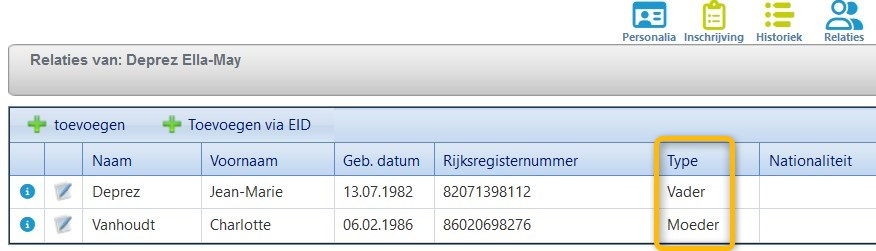 Personalia Inschrijving Historiek Relaties
Relaties van: Deprez Ella-May
toevoegen Toevoegen via EID
Naam Voornaam Geb. datum Rijksregisternummer Type Nationaliteit
Deprez Jean-Marie 13.07.1982 82071398112 Vader
Vanhoudt Charlotte 06.02.1986 86020698276 Moeder